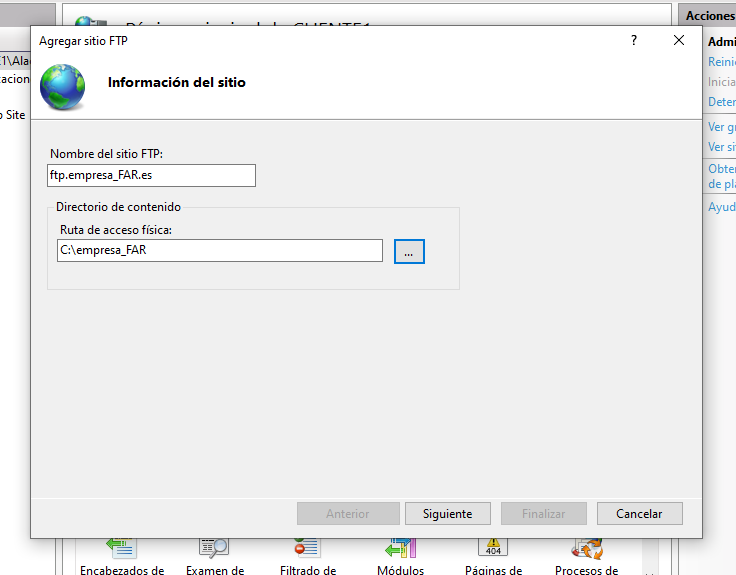 Acciones
Agregar sitio FTP
?
Información del sitio
Nombre del sitio FTP:
ftp.empresa_FAR.es
Directorio de contenido
Ruta de acceso física:
C:\empresa_FAR
...
Anterior
Siguiente
Finalizar
Cancelar
1\Ala
acion
Site
Admi
Reinic
Inicia
Deter
Ver g
Ver si
Obter
de pla
Ayud
404
Encabezados de
Examen de
Filtrado de
Módulos
Páginas de
Procesos de